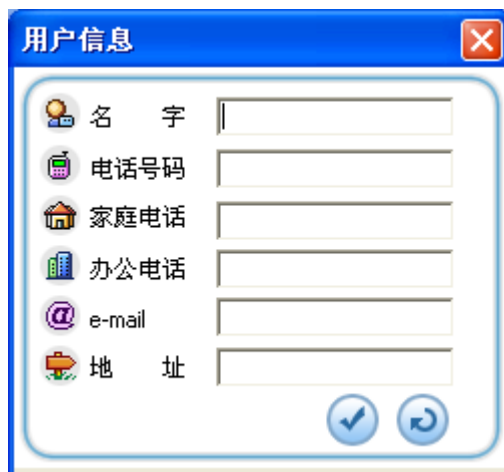 用户信息
名 字
电话号码
家庭电话
办公电话
e-mail
地 址